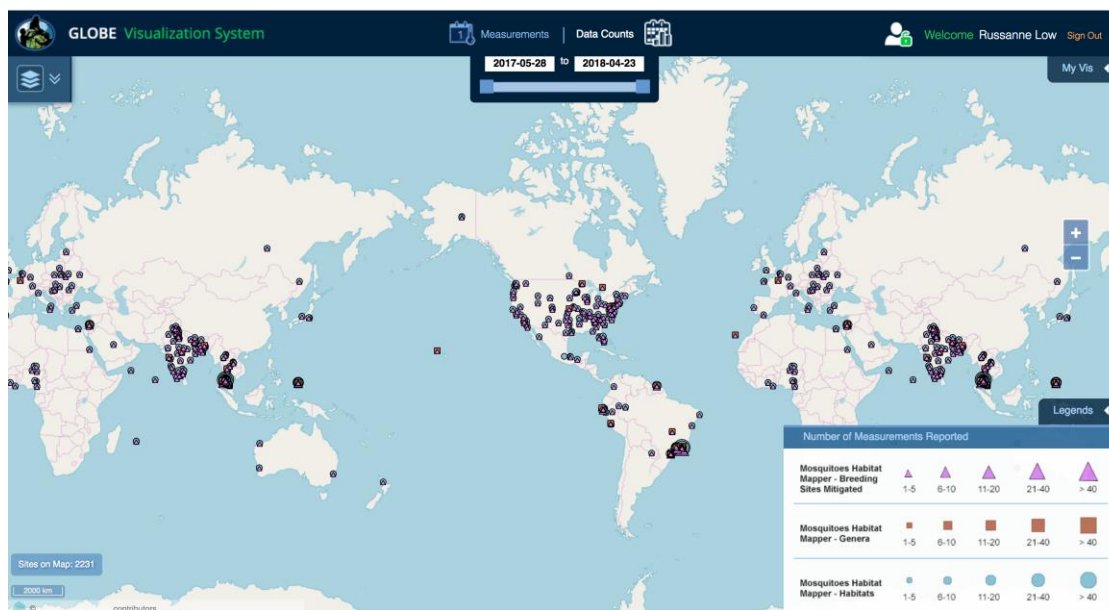 GLOBE Visualization System
1 Measurements | Data Counts
Welcome Russanne Low Sign Out
2017-05-28 to 2018-04-23
My Vis
+
−
Legends
Number of Measurements Reported
Mosquitoes Habitat
Mapper - Breeding
Sites Mitigated
1-5 6-10 11-20 21-40 > 40
Mosquitoes Habitat
Mapper - Genera
1-5 6-10 11-20 21-40 > 40
Mosquitoes Habitat
Mapper - Habitats
1-5 6-10 11-20 21-40 > 40
Sites on Map: 2231
2000 km
© contributors